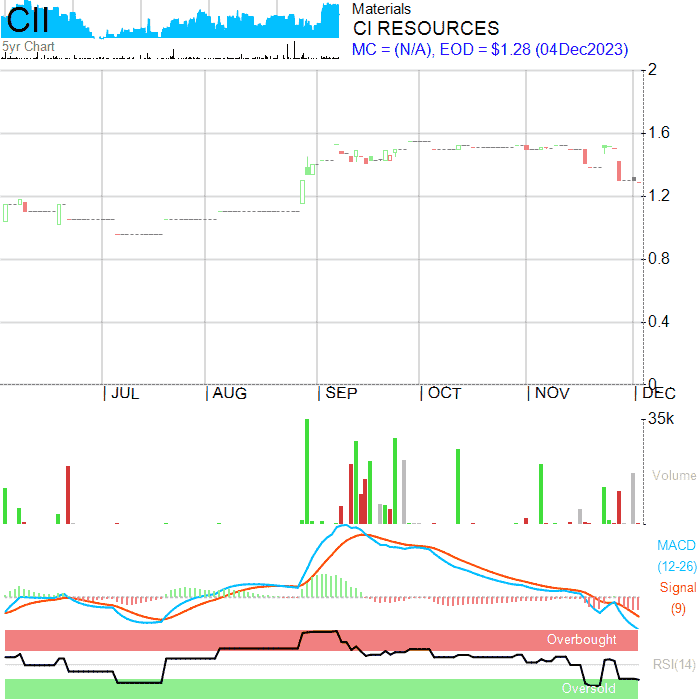 CII
5yr Chart
Materials
CI RESOURCES
MC = (N/A), EOD = $1.28 (04Dec2023)
2
1.6
1.2
0.8
0.4
0
| JUL | AUG | SEP | OCT | NOV | DEC
35k
Volume
MACD
(12-26)
Signal
(9)
Overbought
RSI(14)
Oversold